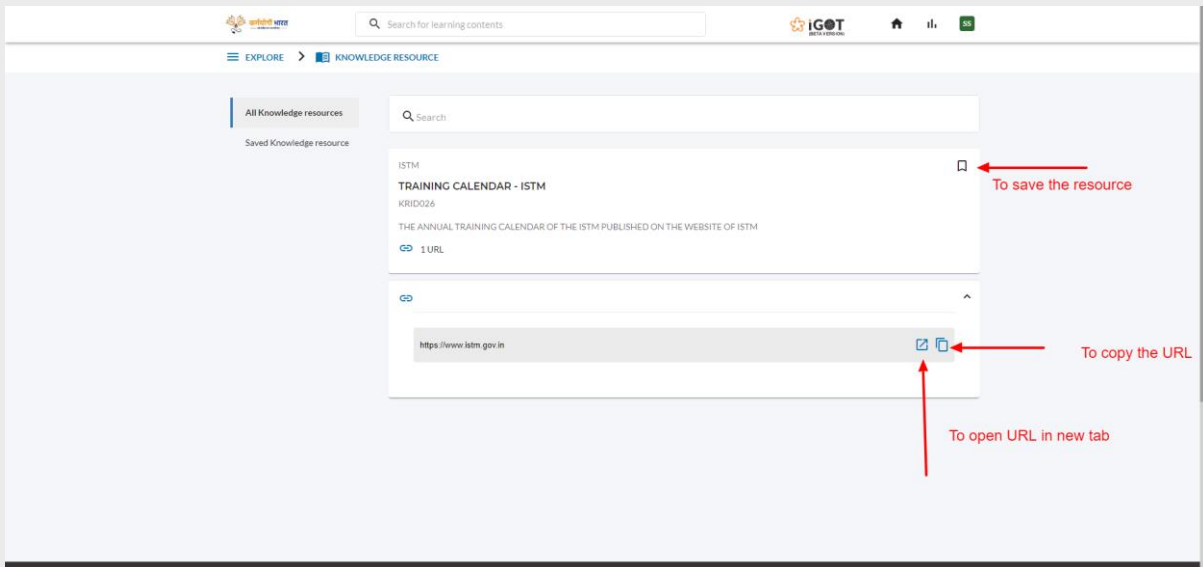 कर्मयोगी भारत
Search for learning contents
iGOT
(BETA VERSION)
SS
EXPLORE
KNOWLEDGE RESOURCE
All Knowledge resources
Saved Knowledge resource
Search
ISTM
TRAINING CALENDAR - ISTM
KRID026
THE ANNUAL TRAINING CALENDAR OF THE ISTM PUBLISHED ON THE WEBSITE OF ISTM
1 URL
To save the resource
https://www.istm.gov.in
To copy the URL
To open URL in new tab